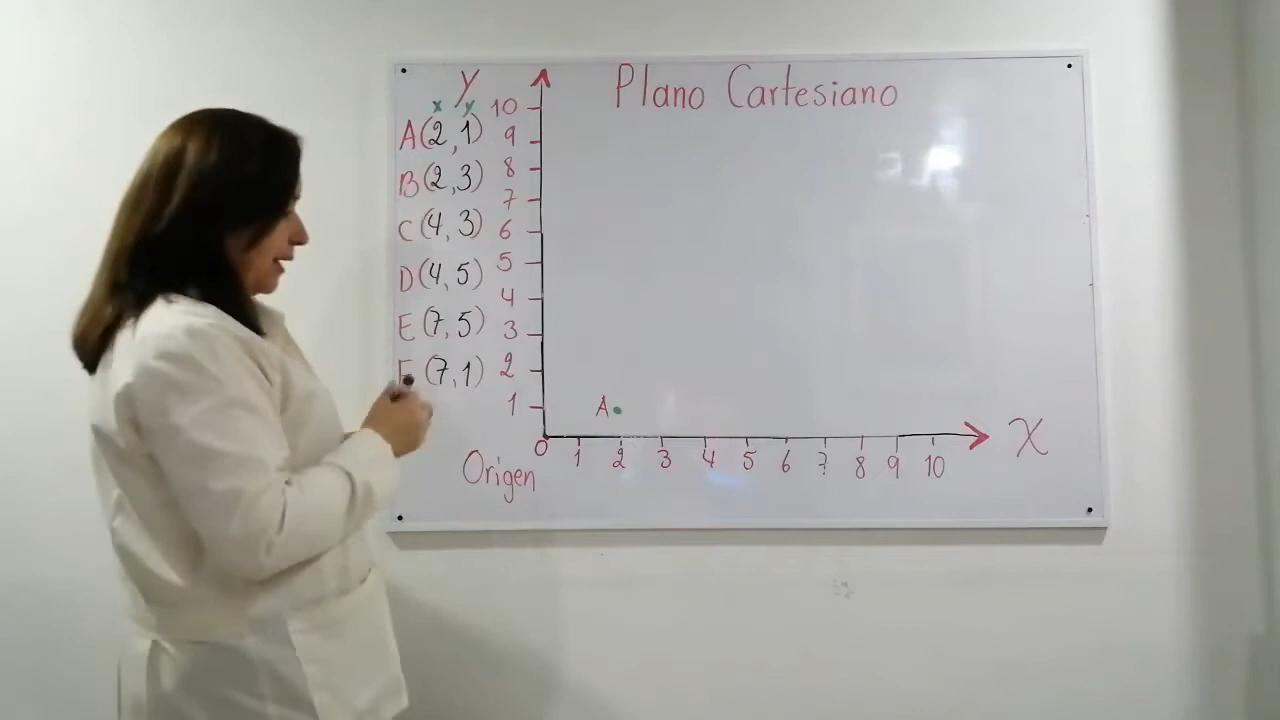 Plano Cartesiano
y
x y
A(2,1)
B(2,3)
C(4,3)
D(4,5)
E(7,5)
F(7,1)
10
9
8
7
6
5
4
3
2
1
A
0 1 2 3 4 5 6 7 8 9 10
X
Origen